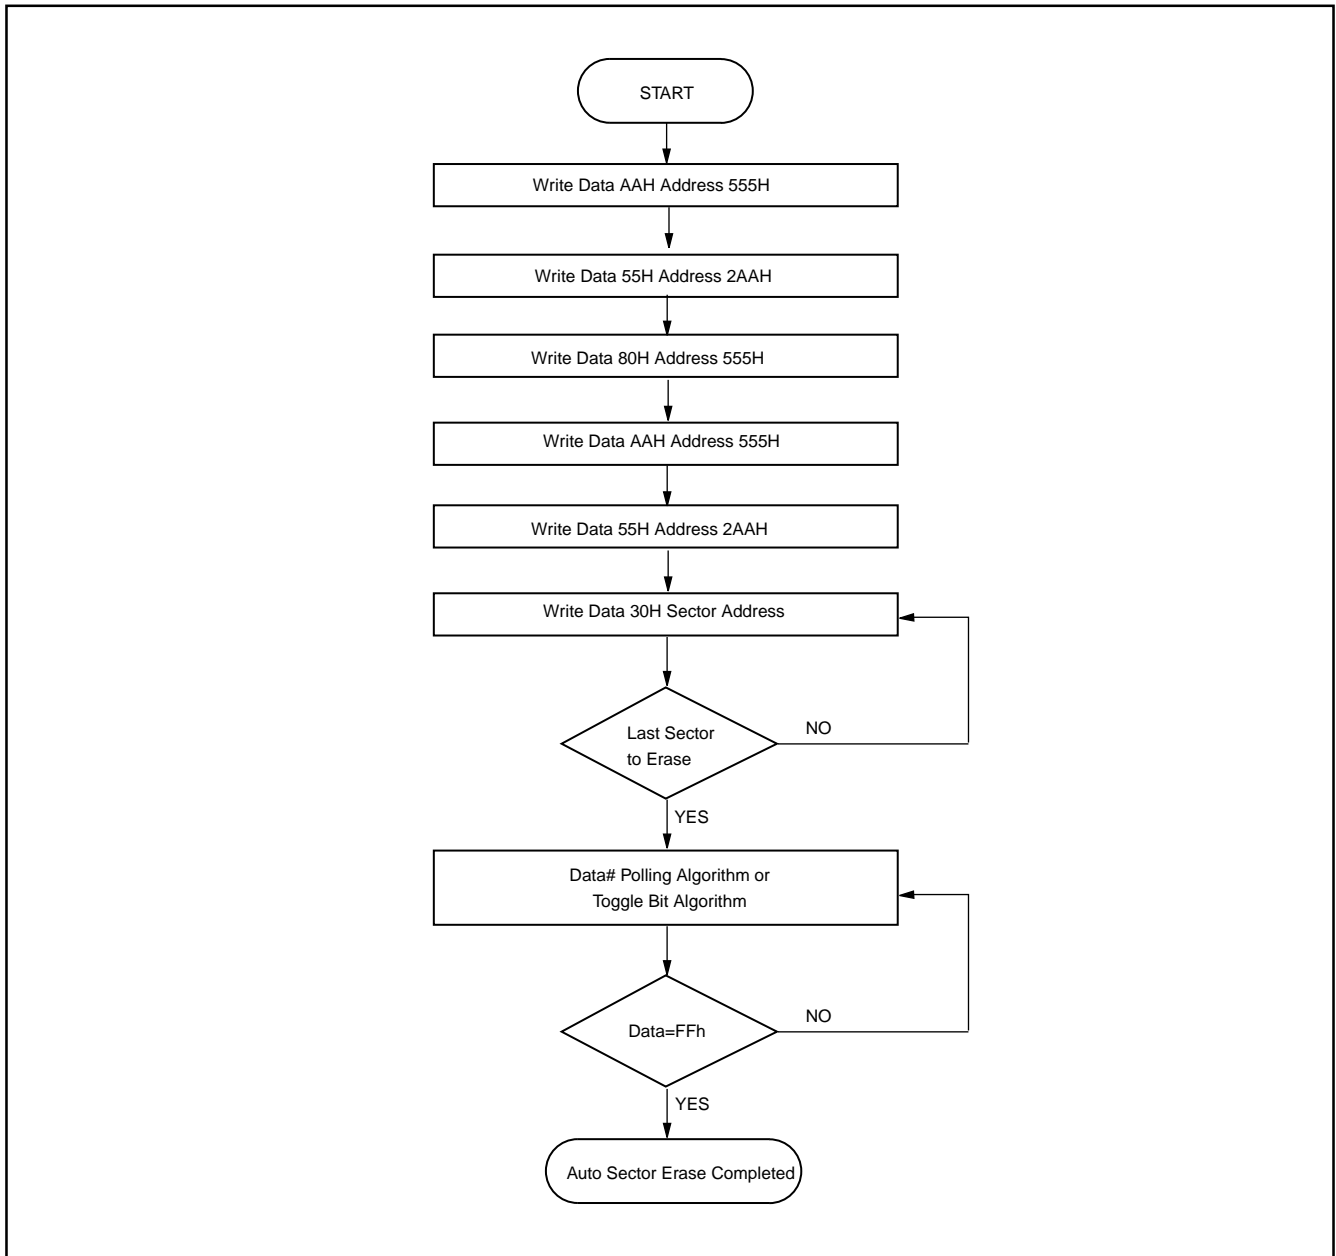 START
Write Data AAH Address 555H
Write Data 55H Address 2AAH
Write Data 80H Address 555H
Write Data AAH Address 555H
Write Data 55H Address 2AAH
Write Data 30H Sector Address
Last Sector
to Erase
NO
YES
Data# Polling Algorithm or
Toggle Bit Algorithm
Data=FFh
NO
YES
Auto Sector Erase Completed